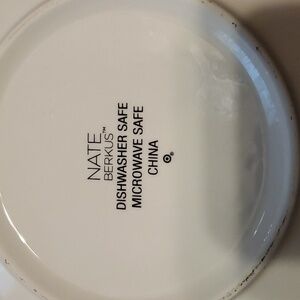 NATE
BERKUS™
DISHWASHER SAFE
MICROWAVE SAFE
CHINA
®